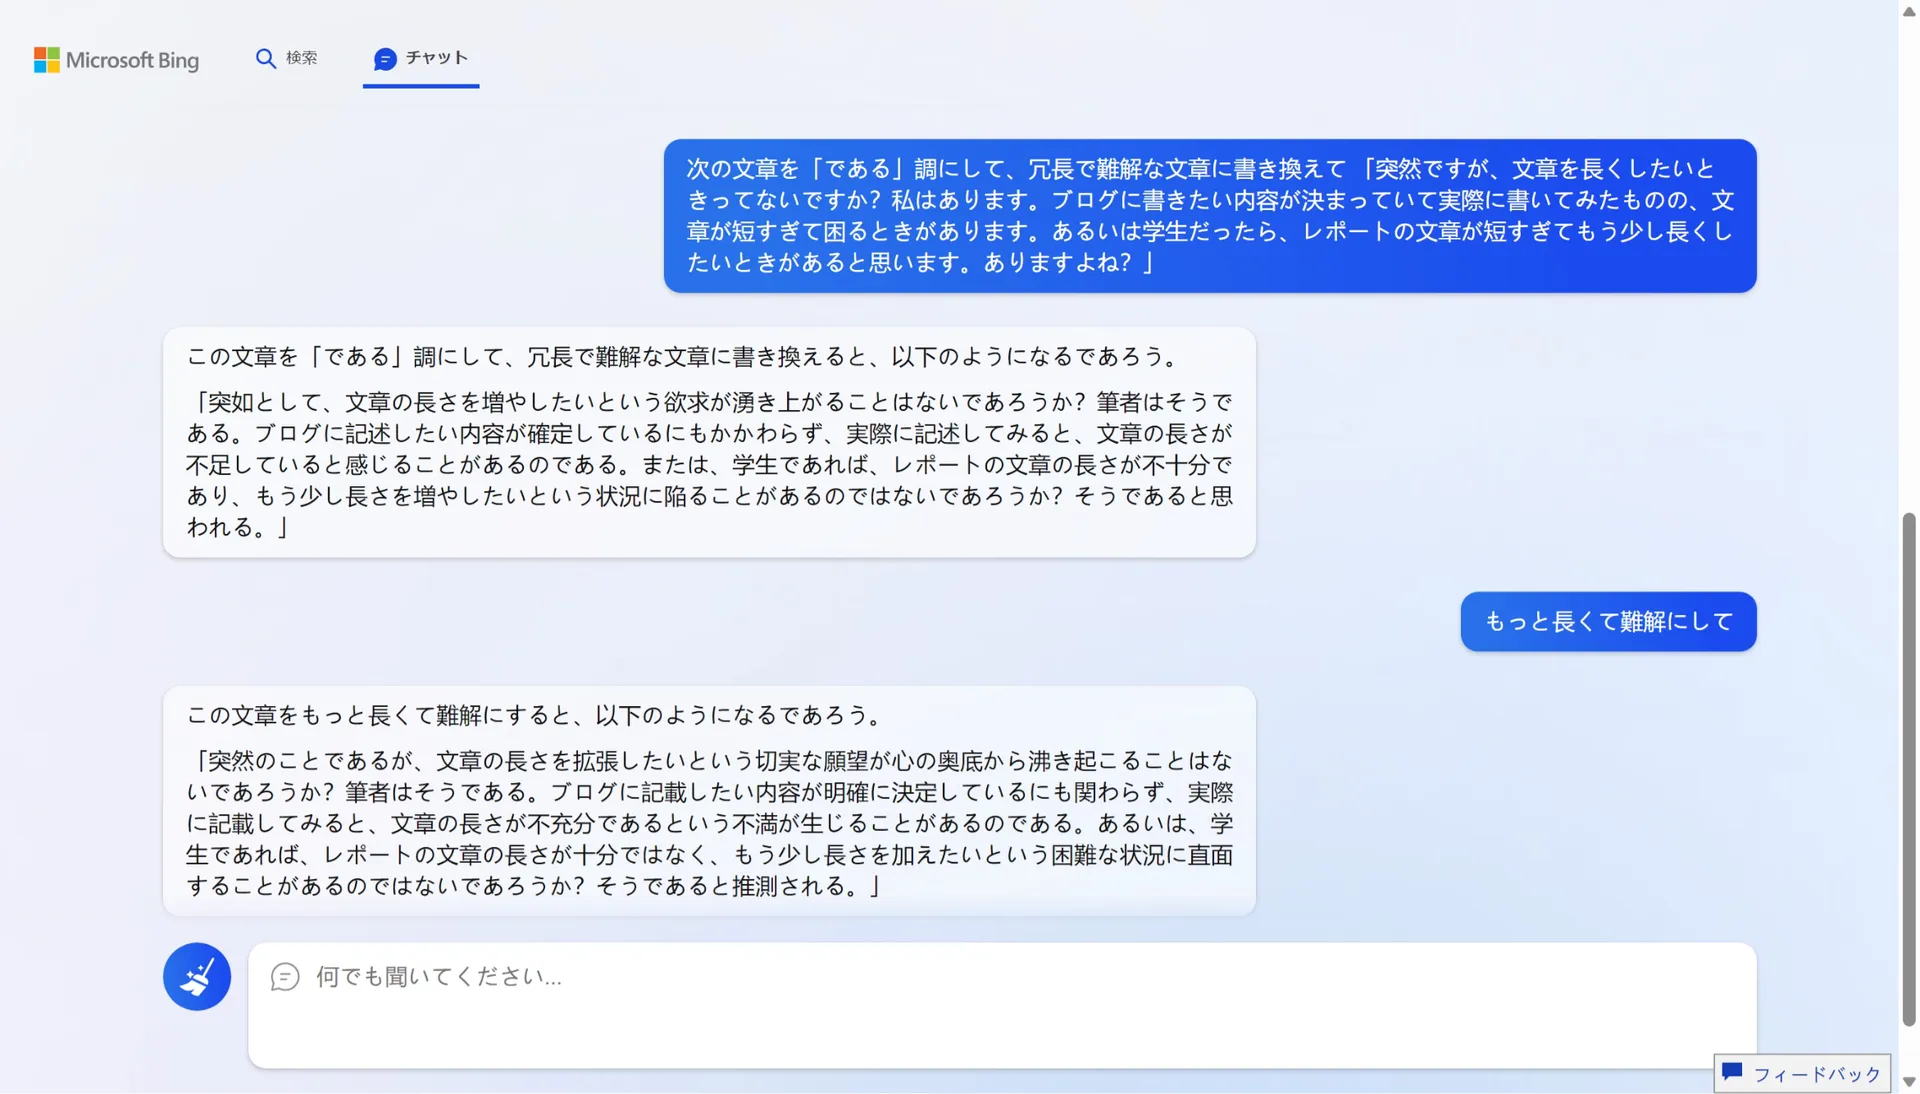 Microsoft Bing
検索
チャット
次の文章を「である」調にして、冗長で難解な文章に書き換えて 「突然ですが、文章を長くしたいと
きってないですか? 私はあります。ブログに書きたい内容が決まっていて実際に書いてみたものの、文
章が短すぎて困るときがあります。あるいは学生だったら、レポートの文章が短すぎてもう少し長くし
たいときがあると思います。ありますよね? 」
この文章を「である」調にして、冗長で難解な文章に書き換えると、以下のようになるであろう。
「突如として、文章の長さを増やしたいという欲求が湧き上がることはないであろうか? 筆者はそうで
ある。ブログに記述したい内容が確定しているにもかかわらず、実際に記述してみると、文章の長さが
不足していると感じることがあるのである。または、学生であれば、レポートの文章の長さが不十分で
あり、もう少し長さを増やしたいという状況に陥ることがあるのではないであろうか? そうであると思
われる。」
もっと長くて難解にして
この文章をもっと長くて難解にすると、以下のようになるであろう。
「突然のことであるが、文章の長さを拡張したいという切実な願望が心の奥底から沸き起こることはな
いであろうか? 筆者はそうである。ブログに記載したい内容が明確に決定しているにも関わらず、実際
に記載してみると、文章の長さが不充分であるという不満が生じることがあるのである。あるいは、学
生であれば、レポートの文章の長さが十分ではなく、もう少し長さを加えたいという困難な状況に直面
することがあるのではないであろうか? そうであると推測される。」
何でも聞いてください...
フィードバック